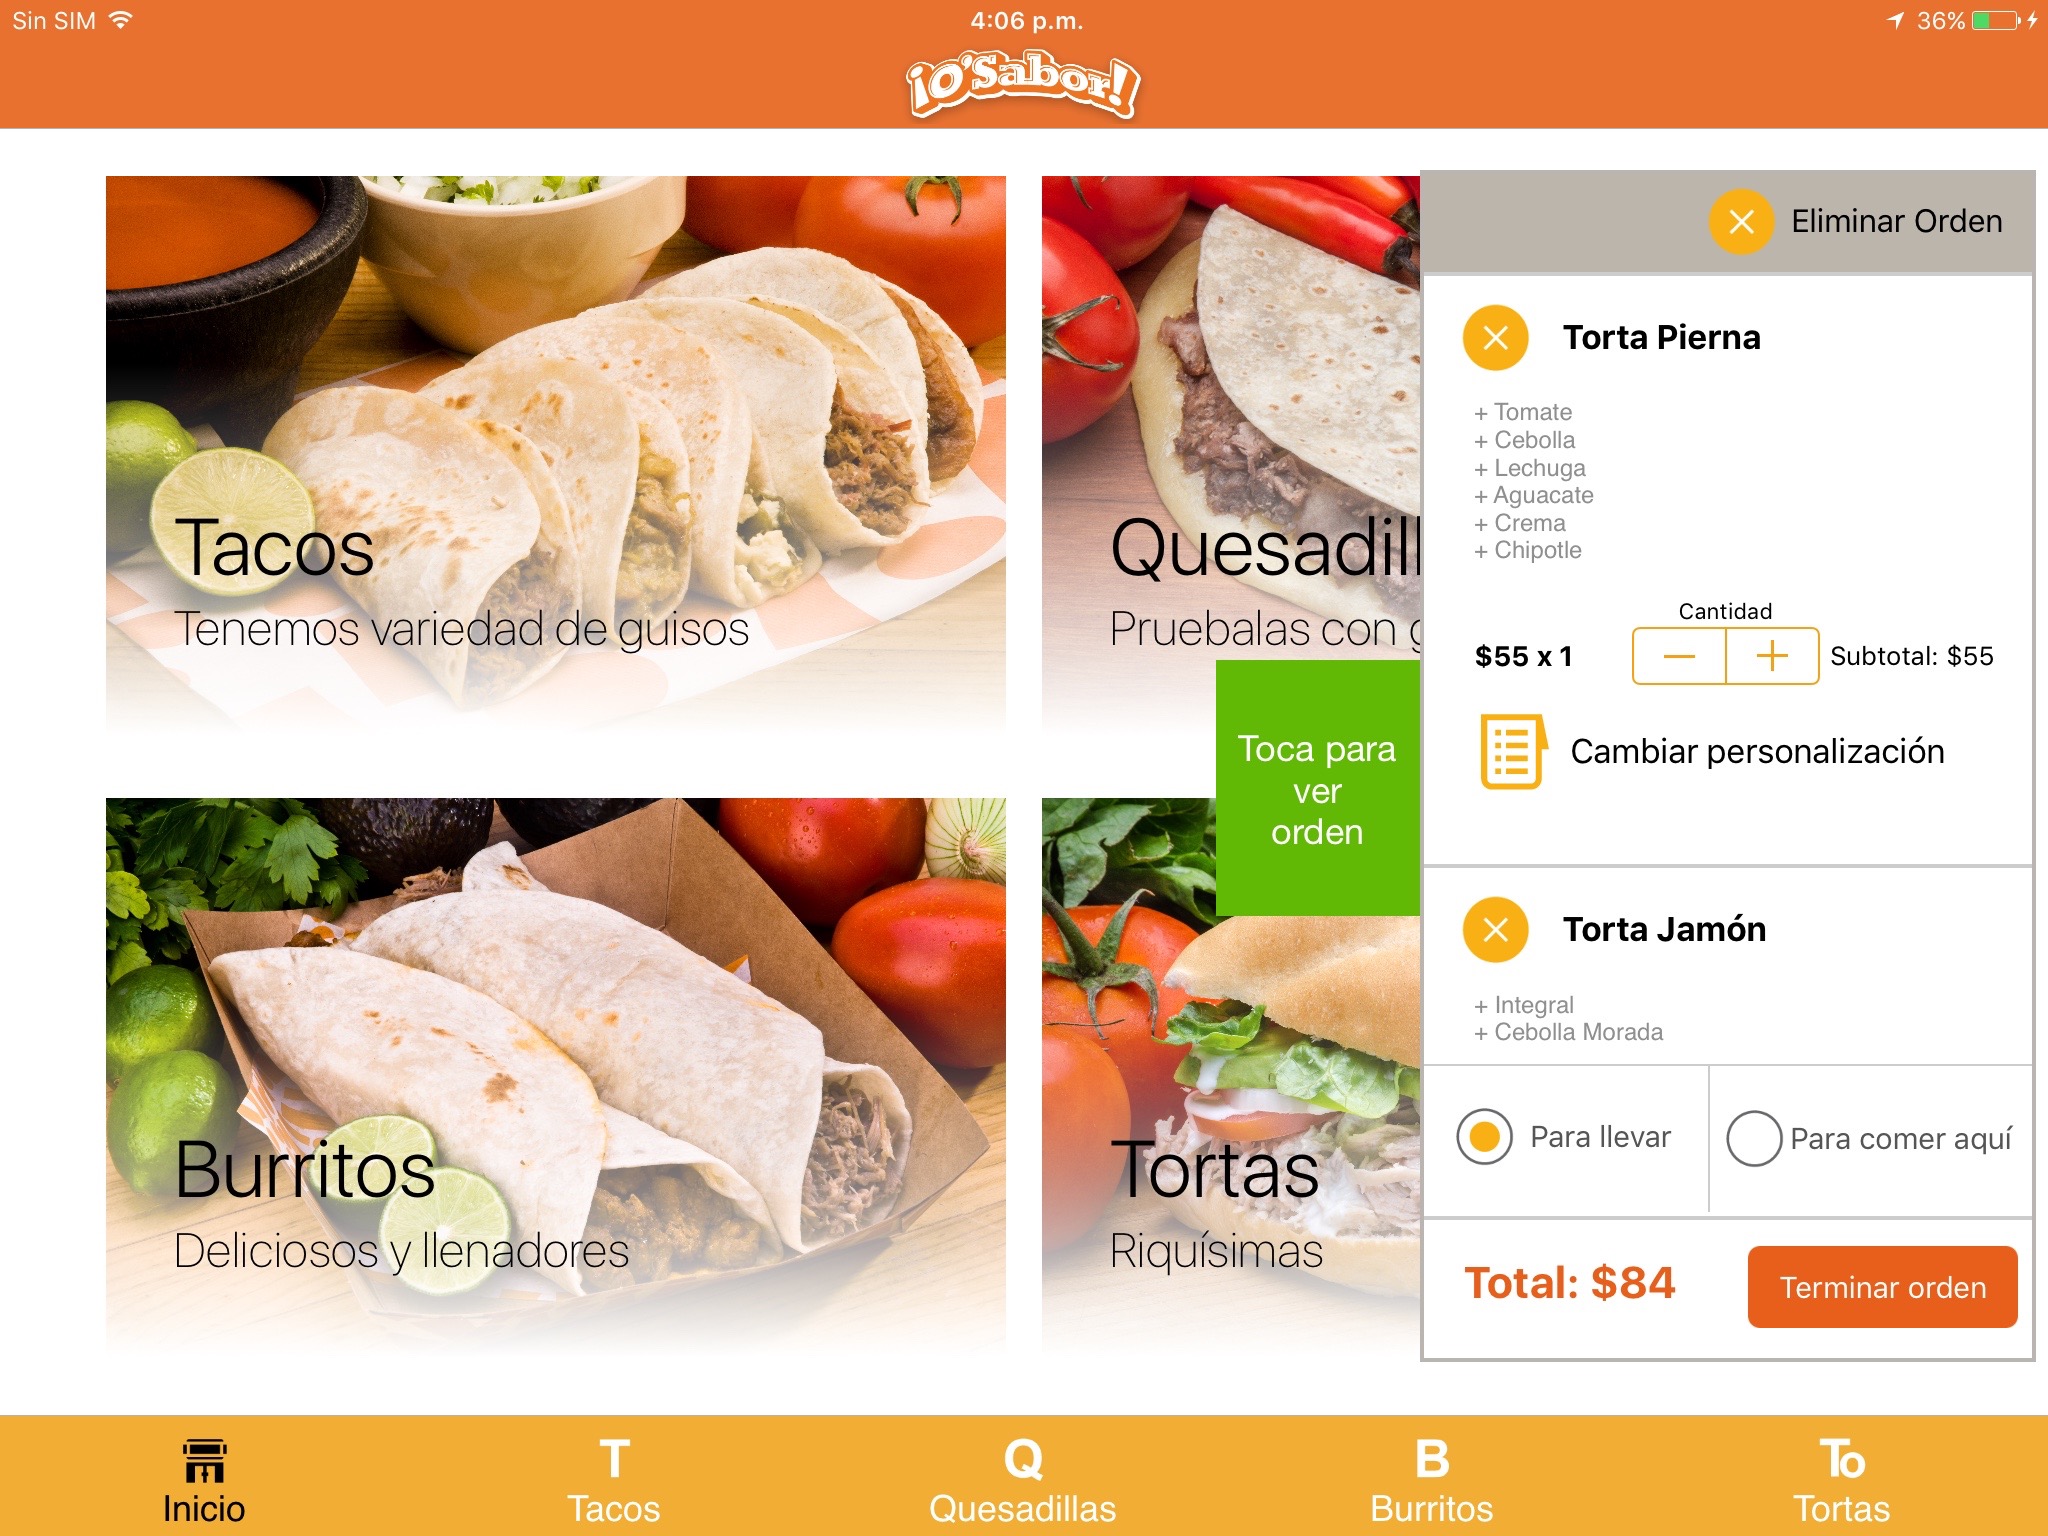 Sin SIM
4:06 p.m.
36%
¡O'Sabor!
Tacos
Tenemos variedad de guisos
Quesadill
Pruebalas con g
Toca para
ver
orden
Burritos
Deliciosos y llenadores
Tortas
Riquísimas
Eliminar Orden
Torta Pierna
+ Tomate
+ Cebolla
+ Lechuga
+ Aguacate
+ Crema
+ Chipotle
Cantidad
$55 x 1
Subtotal: $55
Cambiar personalización
Torta Jamón
+ Integral
+ Cebolla Morada
Para llevar
Para comer aquí
Total: $84
Terminar orden
Inicio
T
Tacos
Q
Quesadillas
B
Burritos
To
Tortas